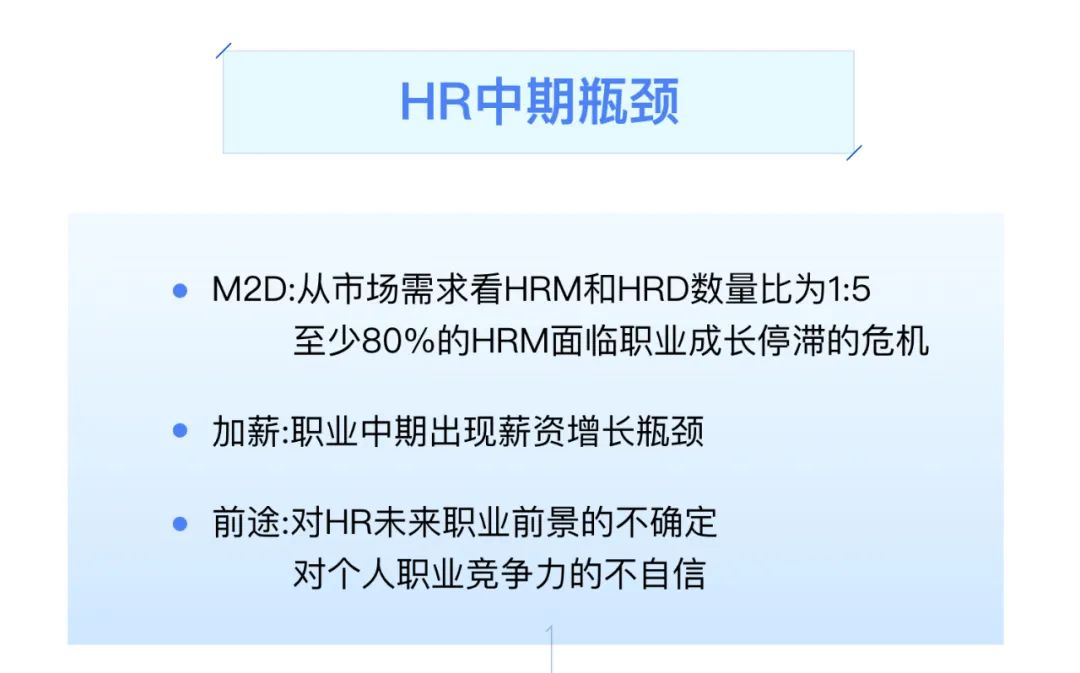 HR中期瓶颈
M2D:从市场需求看HRM和HRD数量比为1:5
至少80%的HRM面临职业成长停滞的危机
加薪:职业中期出现薪资增长瓶颈
前途:对HR未来职业前景的不确定
对个人职业竞争力的不自信